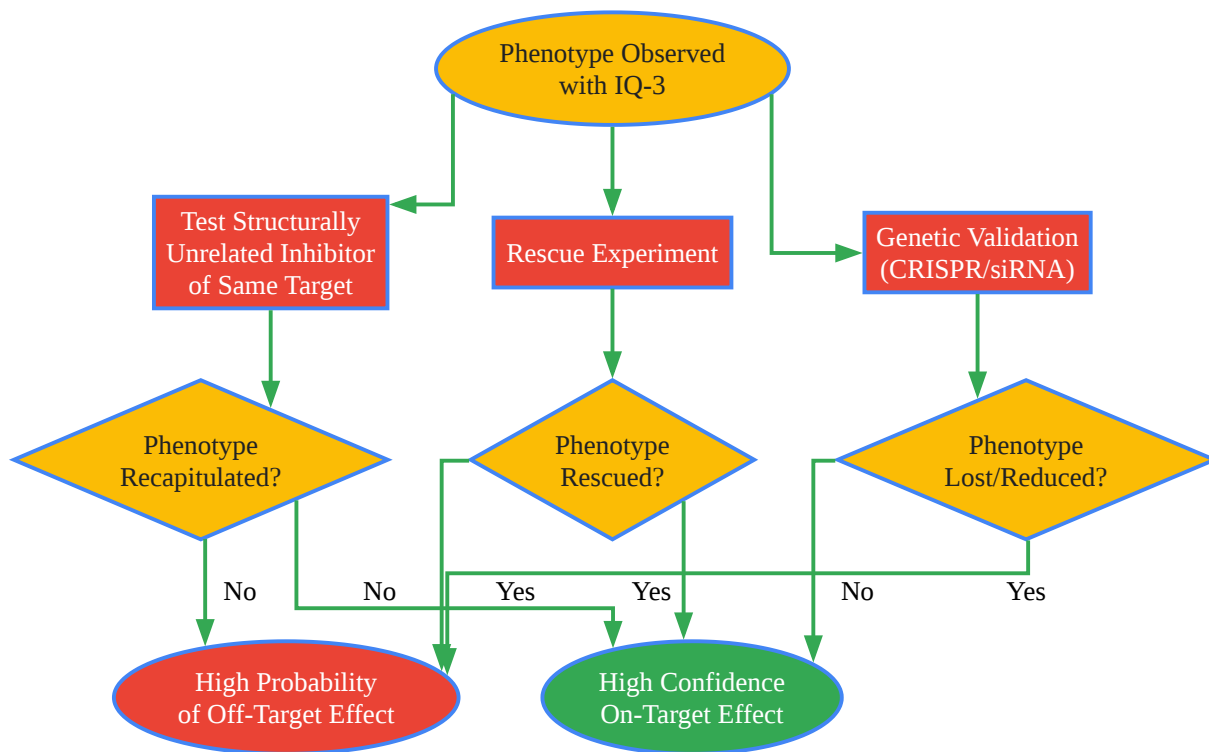 Phenotype Observed
with IQ-3
Test Structurally
Unrelated Inhibitor
of Same Target
Rescue Experiment
Genetic Validation
(CRISPR/siRNA)
Phenotype
Recapitulated?
Phenotype
Rescued?
Phenotype
Lost/Reduced?
No
No
Yes
Yes
No
Yes
High Probability
of Off-Target Effect
High Confidence
On-Target Effect